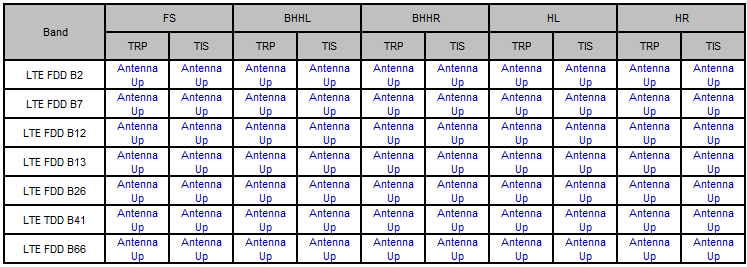 Band FS BHHL BHHR HL HR
TRP TIS TRP TIS TRP TIS TRP TIS TRP TIS
LTE FDD B2 Antenna Up Antenna Up Antenna Up Antenna Up Antenna Up Antenna Up Antenna Up Antenna Up Antenna Up Antenna Up
LTE FDD B7 Antenna Up Antenna Up Antenna Up Antenna Up Antenna Up Antenna Up Antenna Up Antenna Up Antenna Up Antenna Up
LTE FDD B12 Antenna Up Antenna Up Antenna Up Antenna Up Antenna Up Antenna Up Antenna Up Antenna Up Antenna Up Antenna Up
LTE FDD B13 Antenna Up Antenna Up Antenna Up Antenna Up Antenna Up Antenna Up Antenna Up Antenna Up Antenna Up Antenna Up
LTE FDD B26 Antenna Up Antenna Up Antenna Up Antenna Up Antenna Up Antenna Up Antenna Up Antenna Up Antenna Up Antenna Up
LTE TDD B41 Antenna Up Antenna Up Antenna Up Antenna Up Antenna Up Antenna Up Antenna Up Antenna Up Antenna Up Antenna Up
LTE FDD B66 Antenna Up Antenna Up Antenna Up Antenna Up Antenna Up Antenna Up Antenna Up Antenna Up Antenna Up Antenna Up